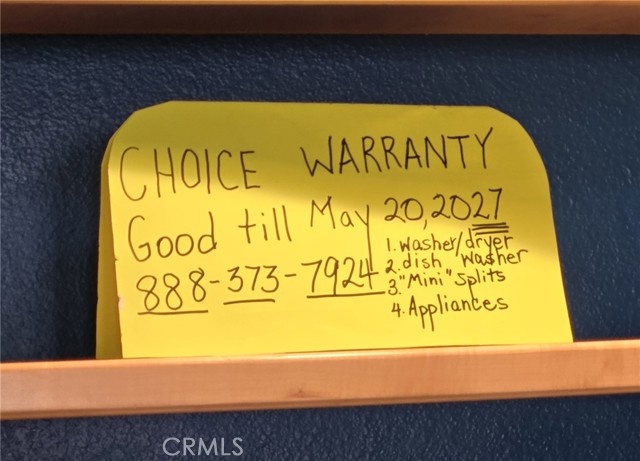 CHOICE WARRANTY
Good till May 20, 2027
888-373-7924
1. Washer/dryer
2. dish washer
3. "Mini" Splits
4. Appliances
CRMLS